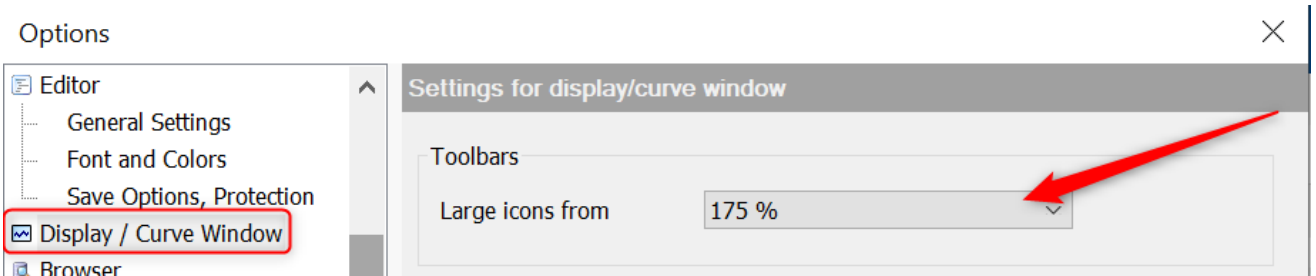 Options
Editor
General Settings
Font and Colors
Save Options, Protection
Display / Curve Window
Browser
Settings for display/curve window
Toolbars
Large icons from
175 %